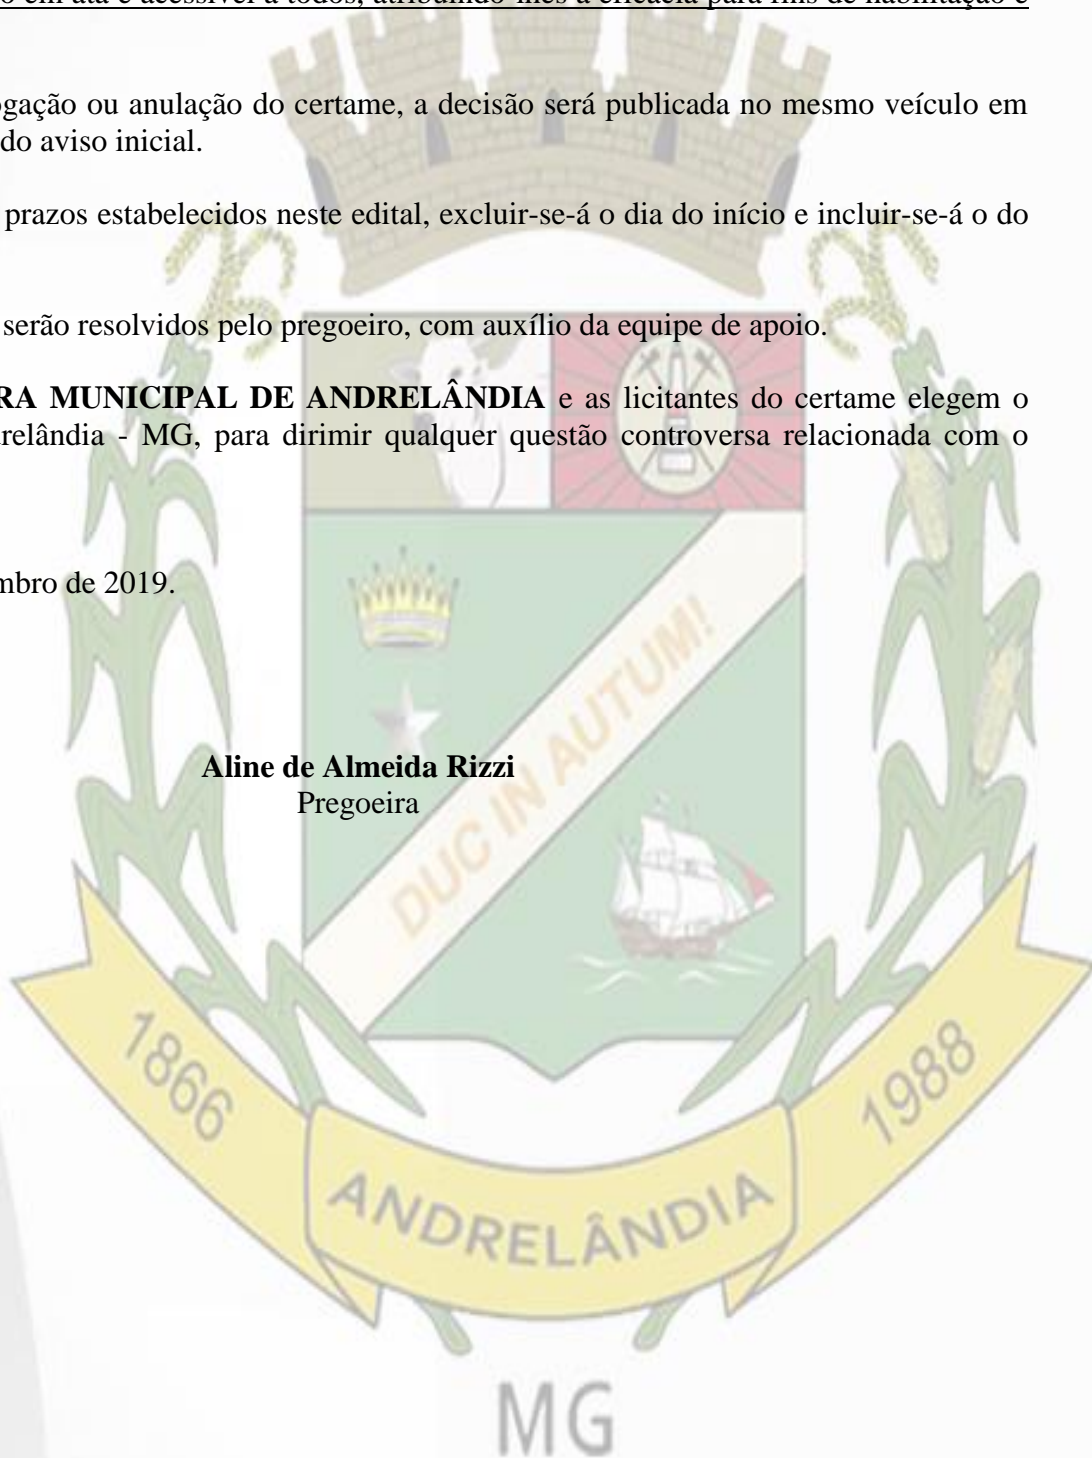 em ata e acessível a todos, atribuindo-lhes a eficácia para fins de habilitação e
ogação ou anulação do certame, a decisão será publicada no mesmo veículo em
do aviso inicial.
prazos estabelecidos neste edital, excluir-se-á o dia do início e incluir-se-á o do
serão resolvidos pelo pregoeiro, com auxílio da equipe de apoio.
RA MUNICIPAL DE ANDRELÂNDIA e as licitantes do certame elegem o
relândia - MG, para dirimir qualquer questão controversa relacionada com o
mbro de 2019.
Aline de Almeida Rizzi
Pregoeira
DUC IN AUTUM!
1866
ANDRELÂNDIA
1988
MG